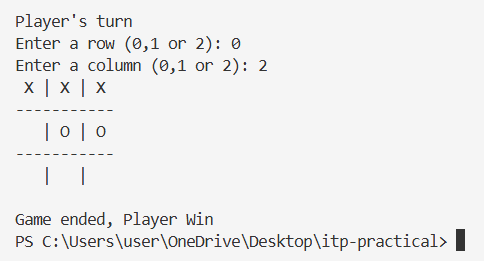 Player's turn
Enter a row (0,1 or 2): 0
Enter a column (0,1 or 2): 2
 X | X | X
-----------
   | O | O
-----------
   |   |
Game ended, Player Win
PS C:\Users\user\OneDrive\Desktop\itp-practical>